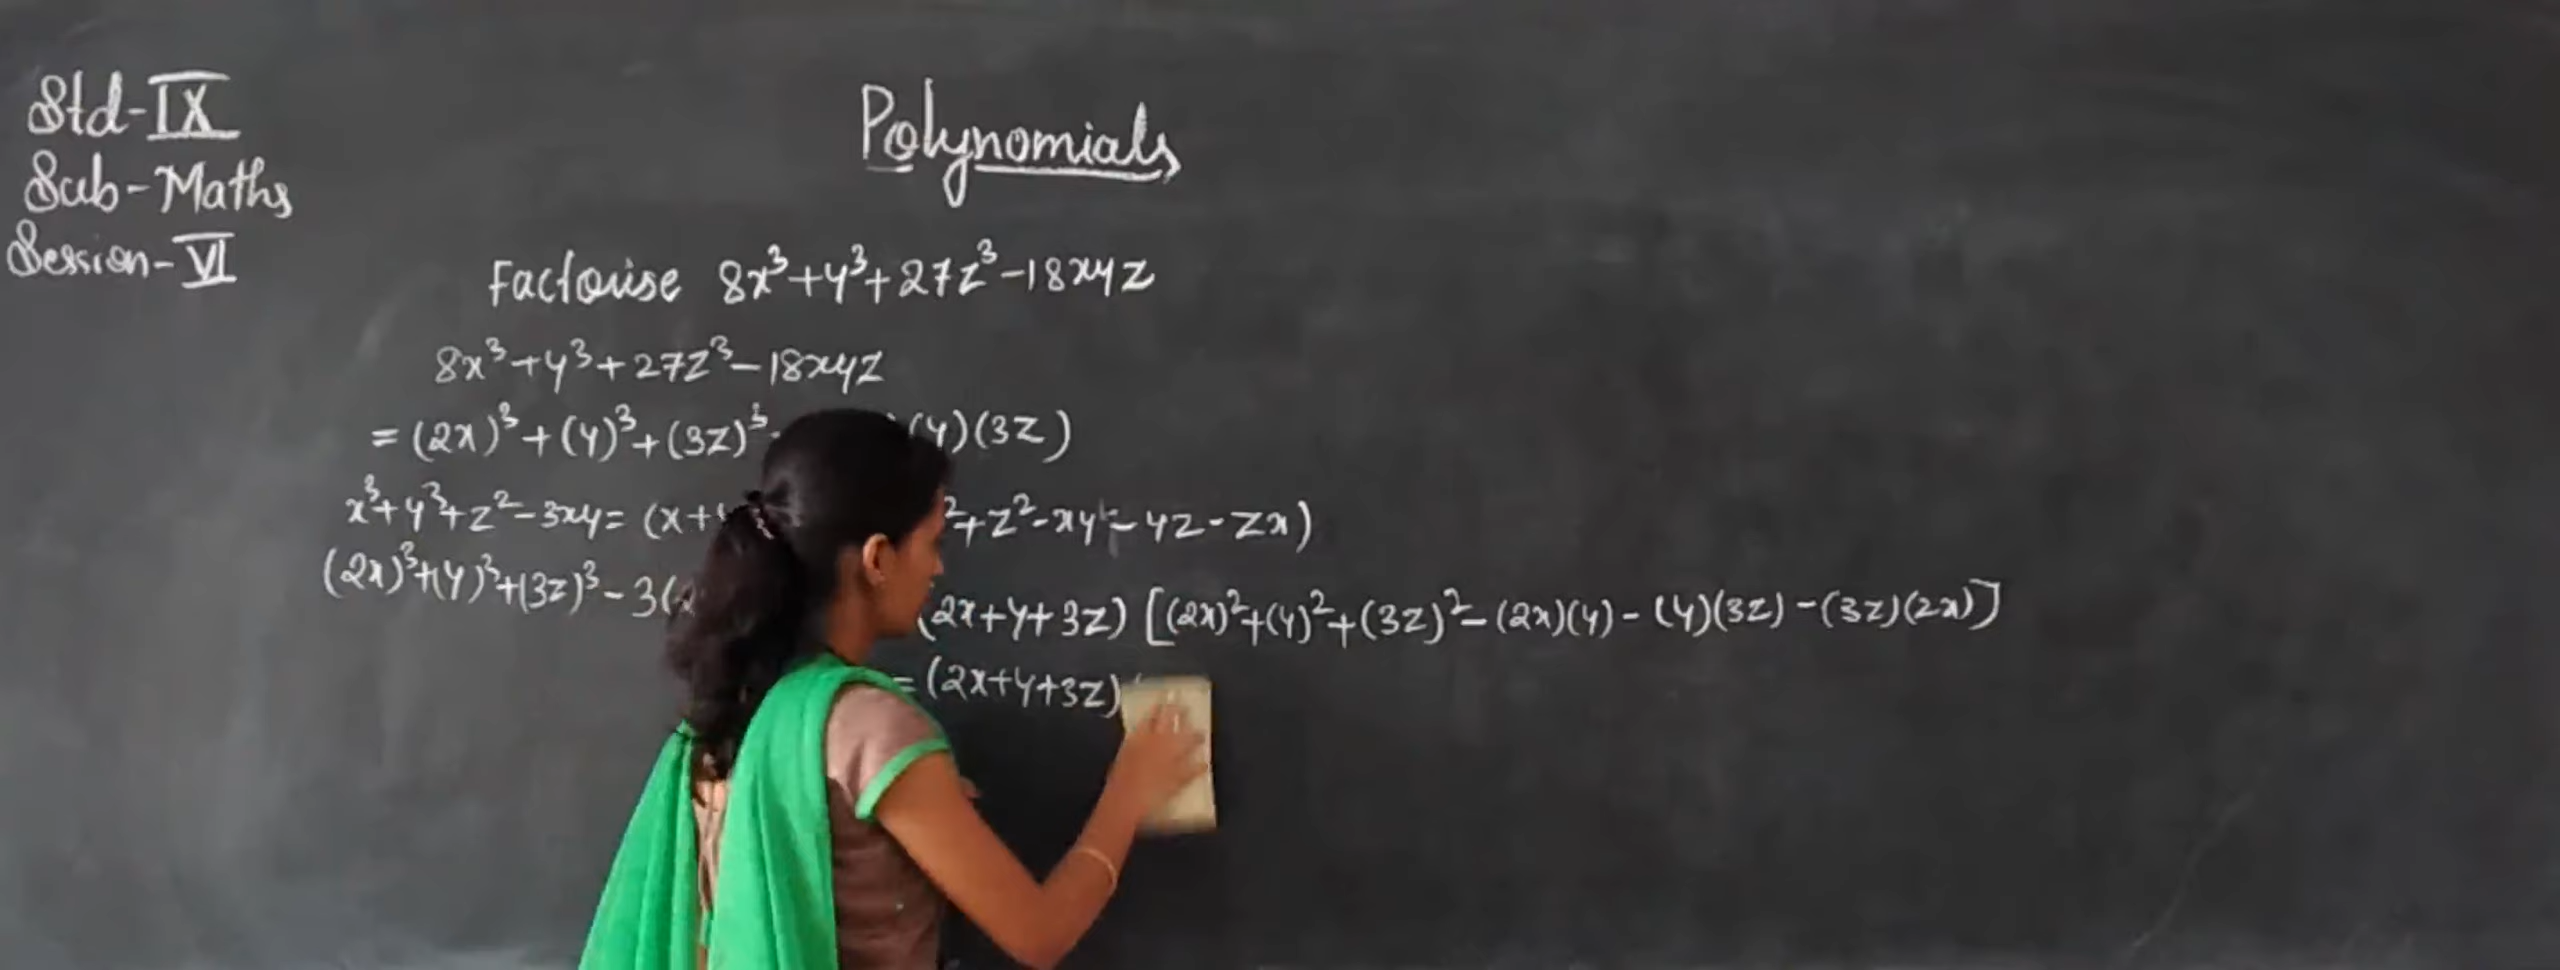 Std-IX
Sub-Maths
Session-VI
Polynomials
Factorise 8x³+y³+27z³-18xyz
8x³+y³+27z³-18xyz
= (2x)³+(y)³+(3z)³ (y)(3z)
x³+y³+z²-3xy= (x+ ²+z²-xy-yz-zx)
(2x)³+(y)³+(3z)³-3( (2x+y+3z) [(2x)²+(y)²+(3z)²-(2x)(y)-(y)(3z)-(3z)(2x)]
= (2x+y+3z)